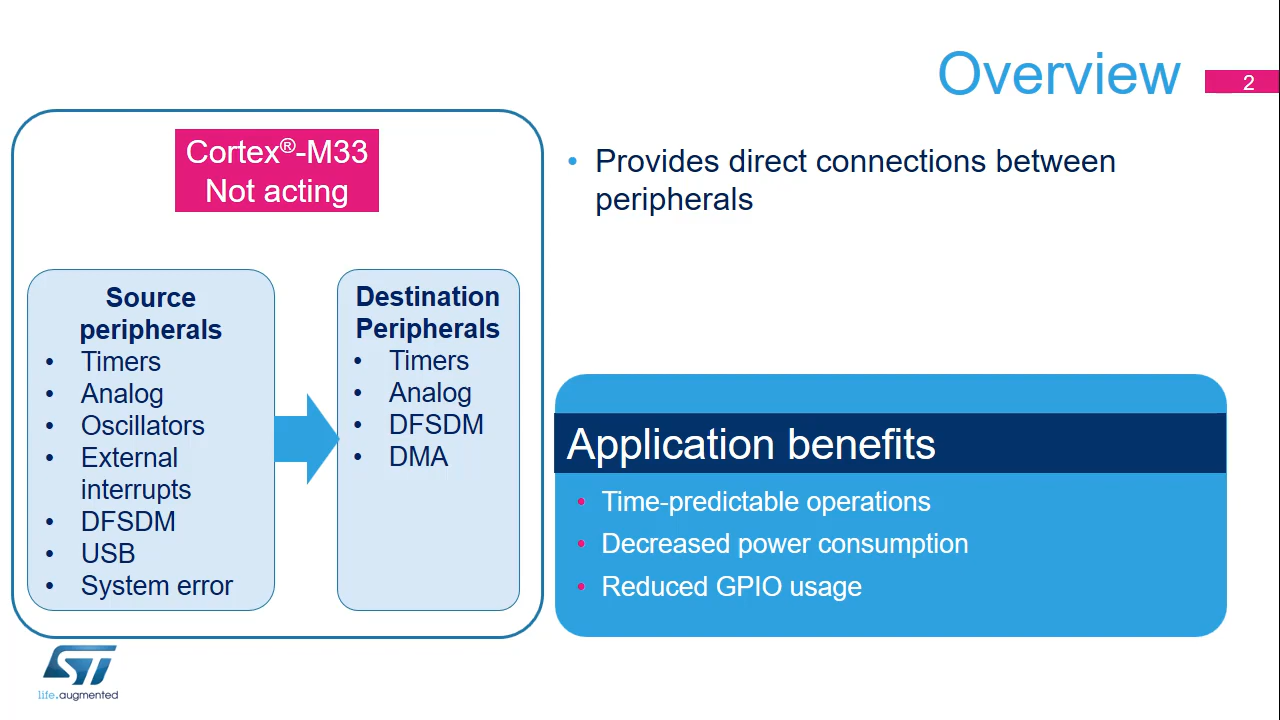 Overview
2
Cortex®-M33
Not acting
Source
peripherals
• Timers
• Analog
• Oscillators
• External
interrupts
• DFSDM
• USB
• System error
Destination
Peripherals
• Timers
• Analog
• DFSDM
• DMA
• Provides direct connections between
peripherals
Application benefits
• Time-predictable operations
• Decreased power consumption
• Reduced GPIO usage
ST
life.augmented